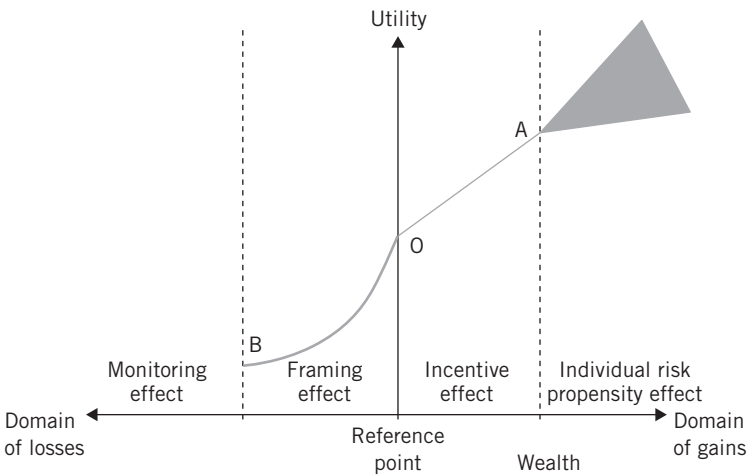 Utility
A
O
B
Monitoring
effect
Framing
effect
Incentive
effect
Individual risk
propensity effect
Domain
of losses
Reference
point
Wealth
Domain
of gains